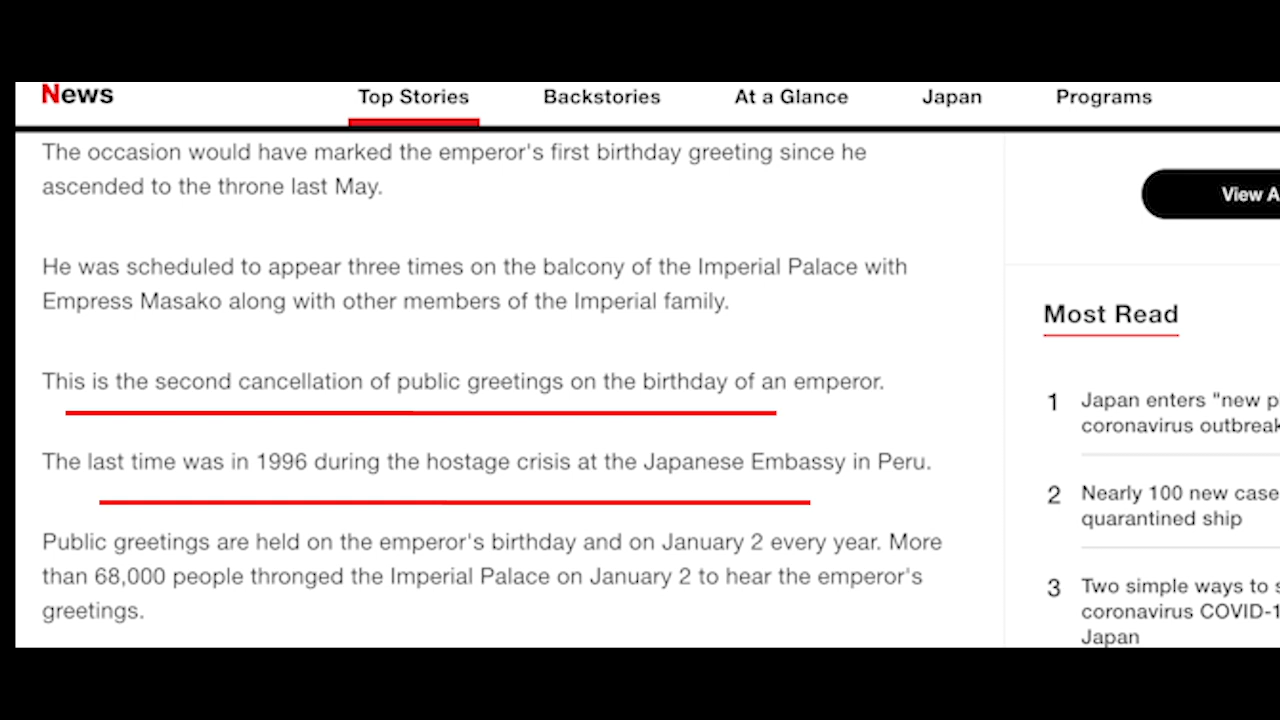 News
Top Stories
Backstories
At a Glance
Japan
Programs
The occasion would have marked the emperor's first birthday greeting since he
ascended to the throne last May.
He was scheduled to appear three times on the balcony of the Imperial Palace with
Empress Masako along with other members of the Imperial family.
This is the second cancellation of public greetings on the birthday of an emperor.
The last time was in 1996 during the hostage crisis at the Japanese Embassy in Peru.
Public greetings are held on the emperor's birthday and on January 2 every year. More
than 68,000 people thronged the Imperial Palace on January 2 to hear the emperor's
greetings.
View A
Most Read
1 Japan enters "new p
coronavirus outbreak
2 Nearly 100 new case
quarantined ship
3 Two simple ways to s
coronavirus COVID-1
Japan